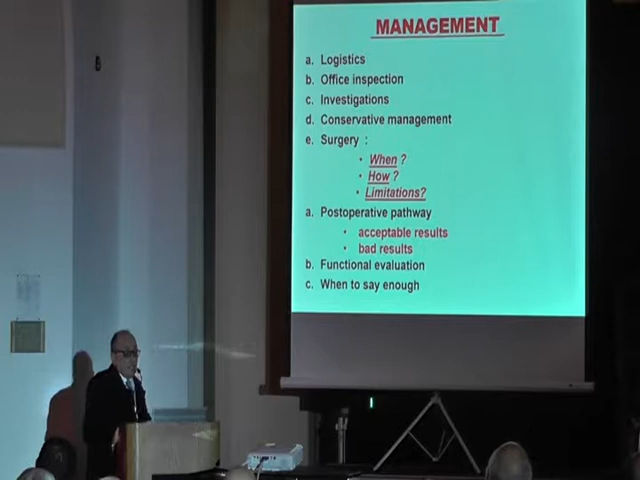 MANAGEMENT
a. Logistics
b. Office inspection
c. Investigations
d. Conservative management
e. Surgery :
• When ?
• How ?
• Limitations?
a. Postoperative pathway
• acceptable results
• bad results
b. Functional evaluation
c. When to say enough